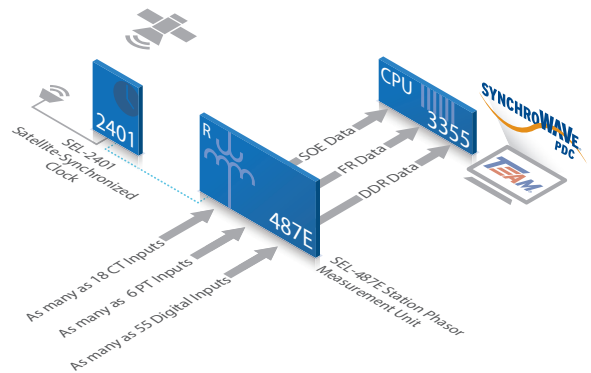 2401
SEL-2401
Satellite-Synchronized
Clock
R
487E
SEL-487E Station Phasor
Measurement Unit
As many as 18 CT Inputs
As many as 6 PT Inputs
As many as 55 Digital Inputs
SOE Data
FR Data
DDR Data
CPU
3355
SYNCHROWAVE
PDC
TEAM